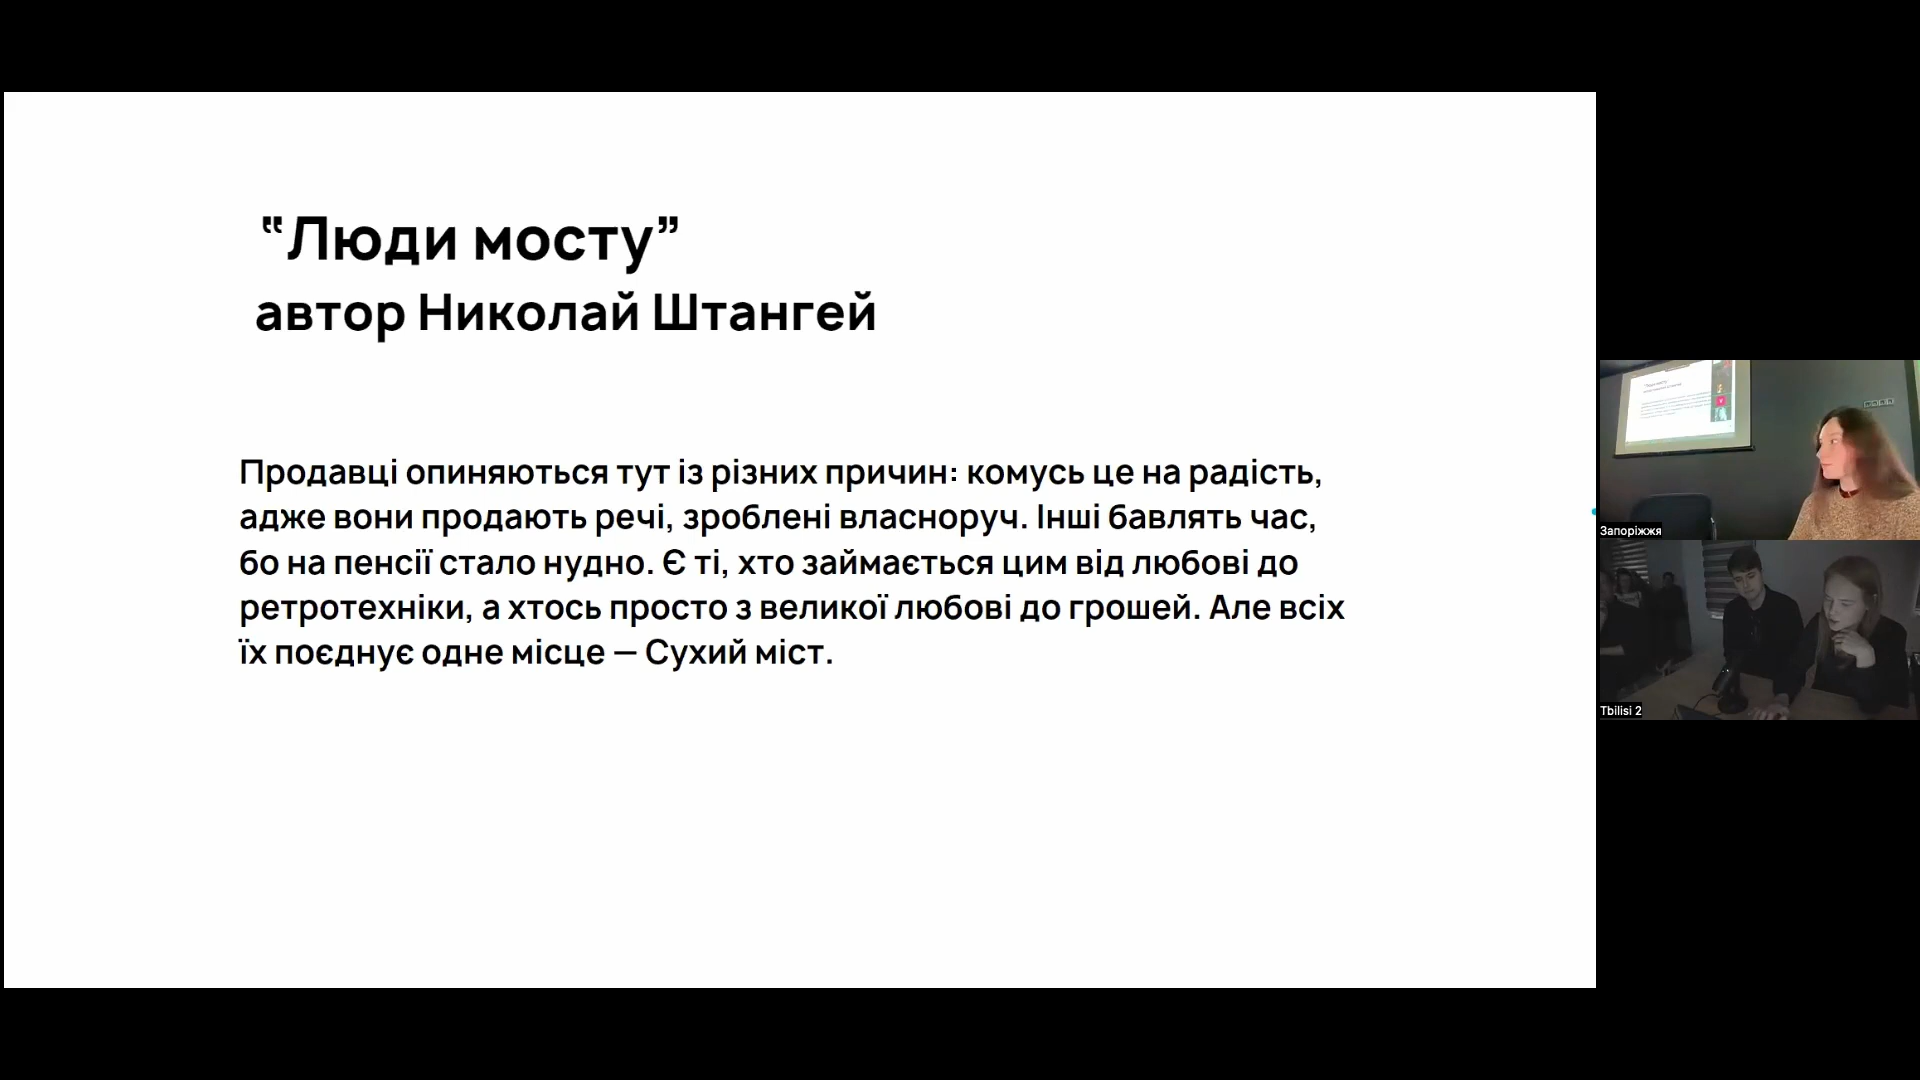 “Люди мосту”
автор Николай Штангей
Продавці опиняються тут із різних причин: комусь це на радість,
адже вони продають речі, зроблені власноруч. Інші бавлять час,
бо на пенсії стало нудно. Є ті, хто займається цим від любові до
ретротехніки, а хтось просто з великої любові до грошей. Але всіх
їх поєднує одне місце — Сухий міст.
Запоріжжя
Tbilisi 2